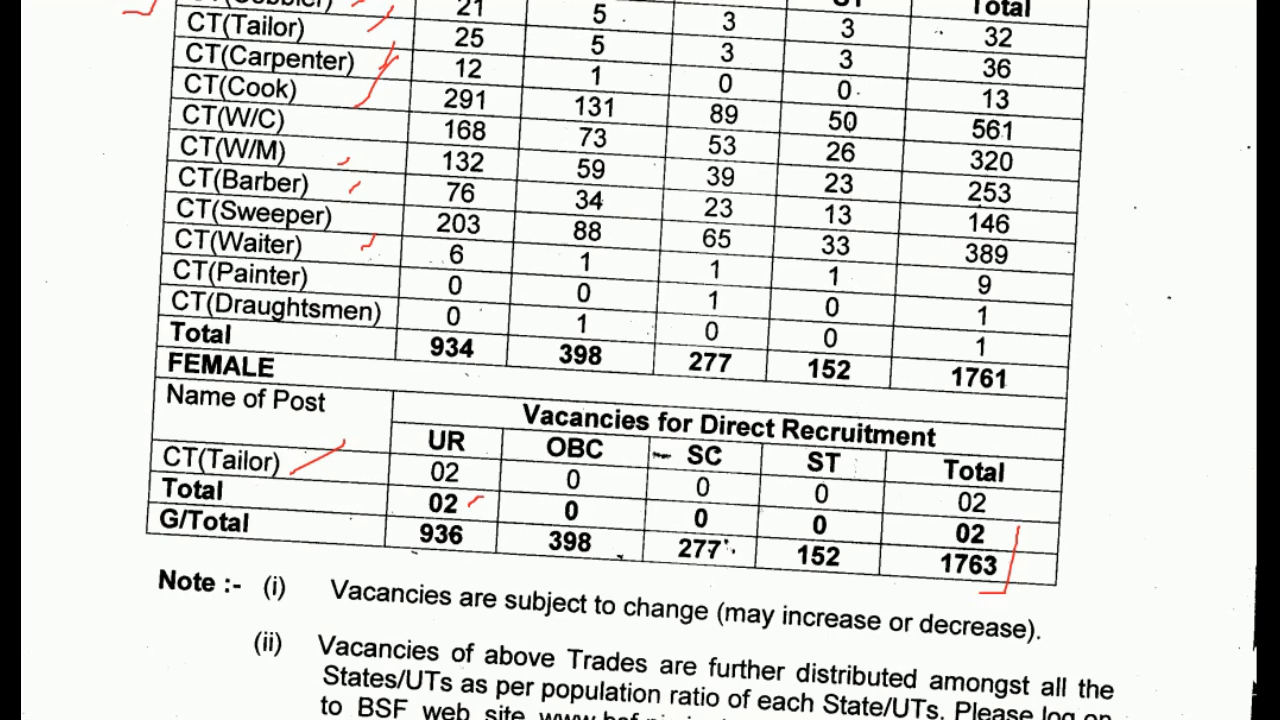 Total
21 5 3 3 32
CT(Tailor) 25 5 3 3 36
CT(Carpenter) 12 1 0 0 13
CT(Cook) 291 131 89 50 561
CT(W/C) 168 73 53 26 320
CT(W/M) 132 59 39 23 253
CT(Barber) 76 34 23 13 146
CT(Sweeper) 203 88 65 33 389
CT(Waiter) 6 1 1 1 9
CT(Painter) 0 0 1 0 1
CT(Draughtsmen) 0 1 0 0 1
Total 934 398 277 152 1761
FEMALE
Name of Post Vacancies for Direct Recruitment
UR OBC SC ST Total
CT(Tailor) 02 0 0 0 02
Total 02 0 0 0 02
G/Total 936 398 277 152 1763
Note :- (i) Vacancies are subject to change (may increase or decrease).
(ii) Vacancies of above Trades are further distributed amongst all the
States/UTs as per population ratio of each State/UTs. Please log on
to BSF web site